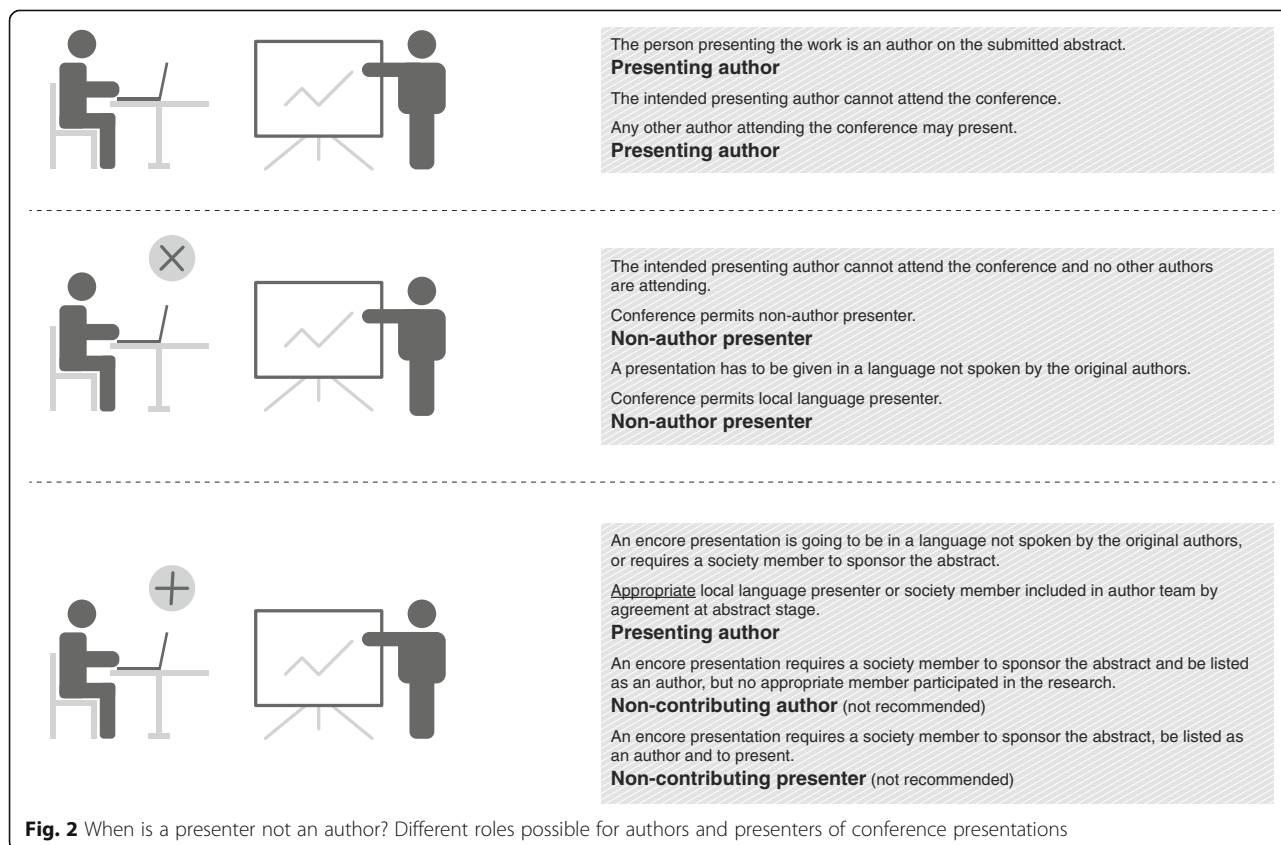 The person presenting the work is an author on the submitted abstract.
Presenting author
The intended presenting author cannot attend the conference.
Any other author attending the conference may present.
Presenting author
The intended presenting author cannot attend the conference and no other authors
are attending.
Conference permits non-author presenter.
Non-author presenter
A presentation has to be given in a language not spoken by the original authors.
Conference permits local language presenter.
Non-author presenter
An encore presentation is going to be in a language not spoken by the original authors,
or requires a society member to sponsor the abstract.
Appropriate local language presenter or society member included in author team by
agreement at abstract stage.
Presenting author
An encore presentation requires a society member to sponsor the abstract and be listed
as an author, but no appropriate member participated in the research.
Non-contributing author (not recommended)
An encore presentation requires a society member to sponsor the abstract, be listed as
an author and to present.
Non-contributing presenter (not recommended)
Fig. 2 When is a presenter not an author? Different roles possible for authors and presenters of conference presentations